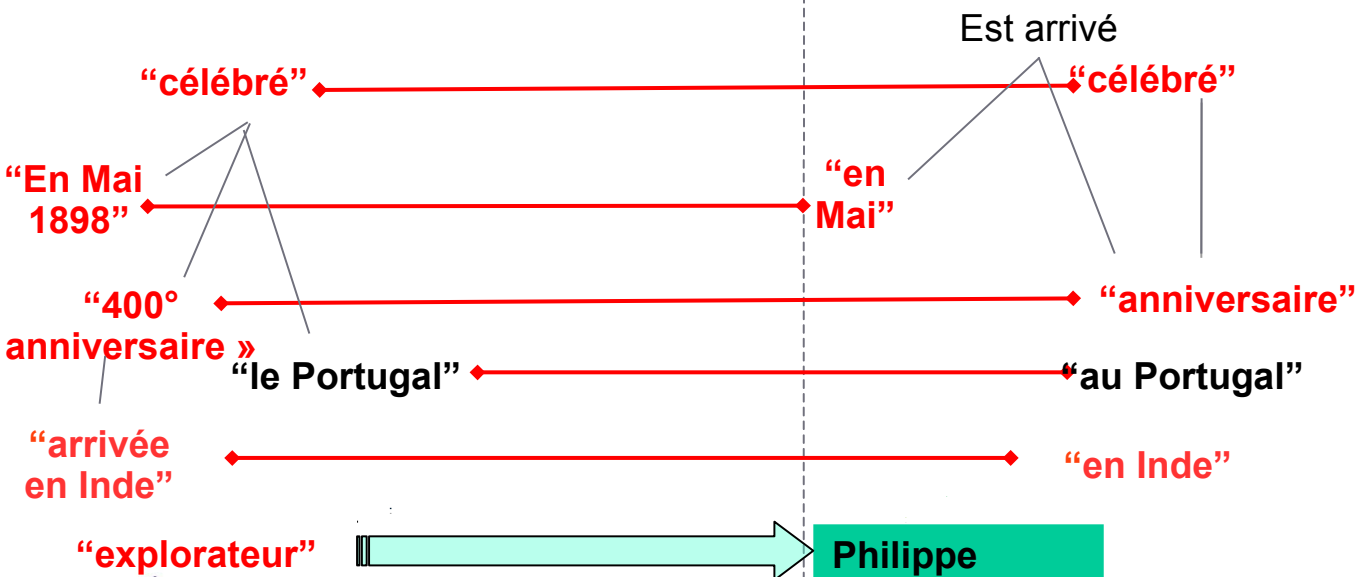 Est arrivé
“célébré”
“célébré”
“En Mai
1898”
“en
Mai”
“400°
anniversaire »
“anniversaire”
“le Portugal”
“au Portugal”
“arrivée
en Inde”
“en Inde”
“explorateur”
Philippe